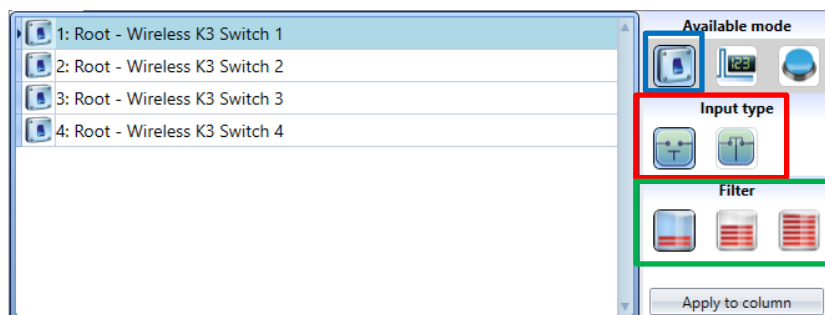 1: Root - Wireless K3 Switch 1
2: Root - Wireless K3 Switch 2
3: Root - Wireless K3 Switch 3
4: Root - Wireless K3 Switch 4
Available mode
123
Input type
Filter
Apply to column